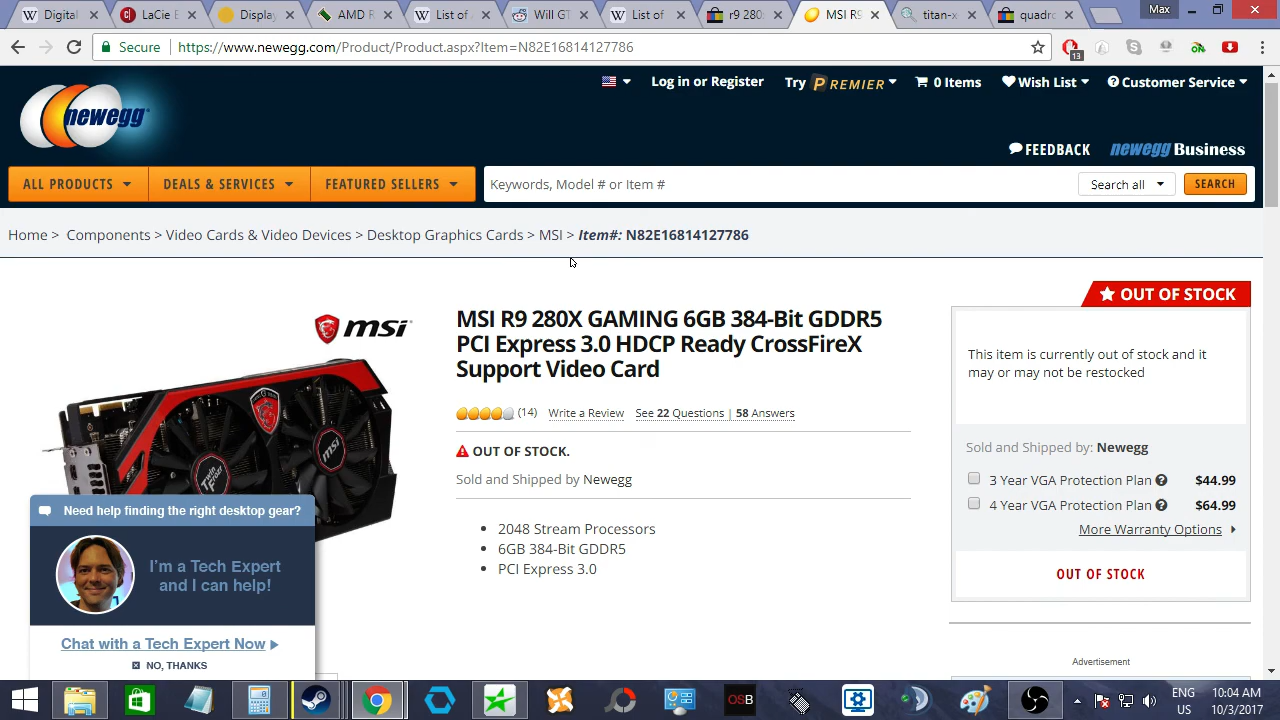 Digital
LaCie E
Display
AMD R
List of
Will GT
List of
r9 280
MSI R9
titan-x
quadro
Max
Secure
https://www.newegg.com/Product/Product.aspx?Item=N82E16814127786
13
Log in or Register
Try PREMIER
0 Items
Wish List
Customer Service
newegg
FEEDBACK
newegg Business
ALL PRODUCTS
DEALS & SERVICES
FEATURED SELLERS
Keywords, Model # or Item #
Search all
SEARCH
Home > Components > Video Cards & Video Devices > Desktop Graphics Cards > MSI > Item#: N82E16814127786
OUT OF STOCK
msi
MSI R9 280X GAMING 6GB 384-Bit GDDR5
PCI Express 3.0 HDCP Ready CrossFireX
Support Video Card
(14) Write a Review See 22 Questions | 58 Answers
OUT OF STOCK.
Sold and Shipped by Newegg
2048 Stream Processors
6GB 384-Bit GDDR5
PCI Express 3.0
This item is currently out of stock and it
may or may not be restocked
Sold and Shipped by: Newegg
3 Year VGA Protection Plan $44.99
4 Year VGA Protection Plan $64.99
More Warranty Options
OUT OF STOCK
Advertisement
Need help finding the right desktop gear?
I'm a Tech Expert
and I can help!
Chat with a Tech Expert Now
NO, THANKS
OSB
ENG
US
10:04 AM
10/3/2017